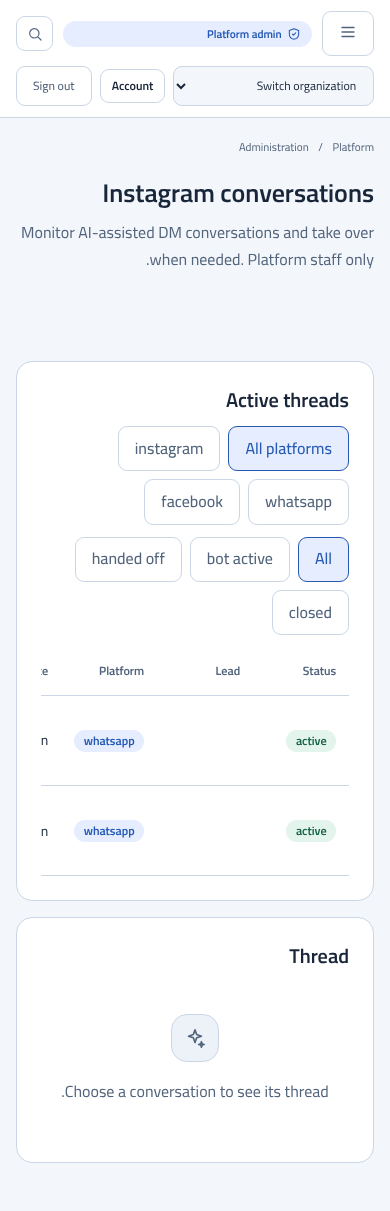 Platform admin
Switch organization
Account
Sign out
Platform / Administration
Instagram conversations
Monitor AI-assisted DM conversations and take over
when needed. Platform staff only.
Active threads
All platforms
instagram
whatsapp
facebook
All
bot active
handed off
closed
Status Lead Platform
active whatsapp
active whatsapp
Thread
Choose a conversation to see its thread.